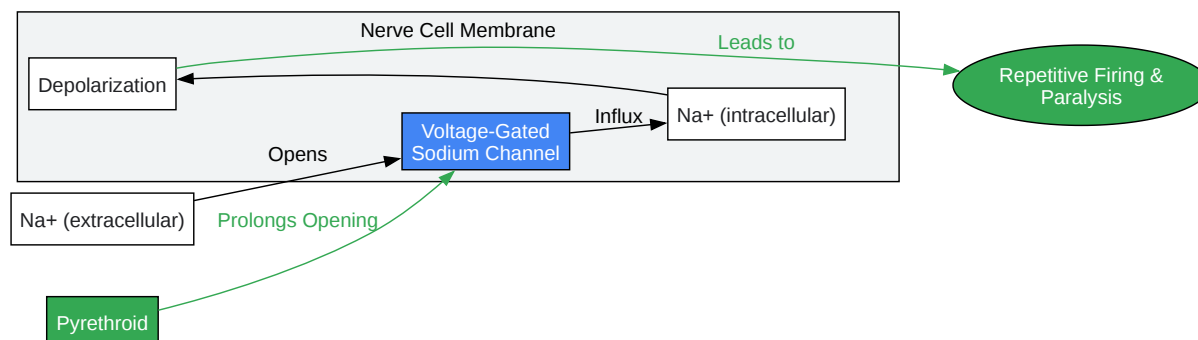 Nerve Cell Membrane
Leads to
Depolarization
Repetitive Firing &
Paralysis
Na+ (intracellular)
Influx
Voltage-Gated
Sodium Channel
Opens
Na+ (extracellular)
Prolongs Opening
Pyrethroid